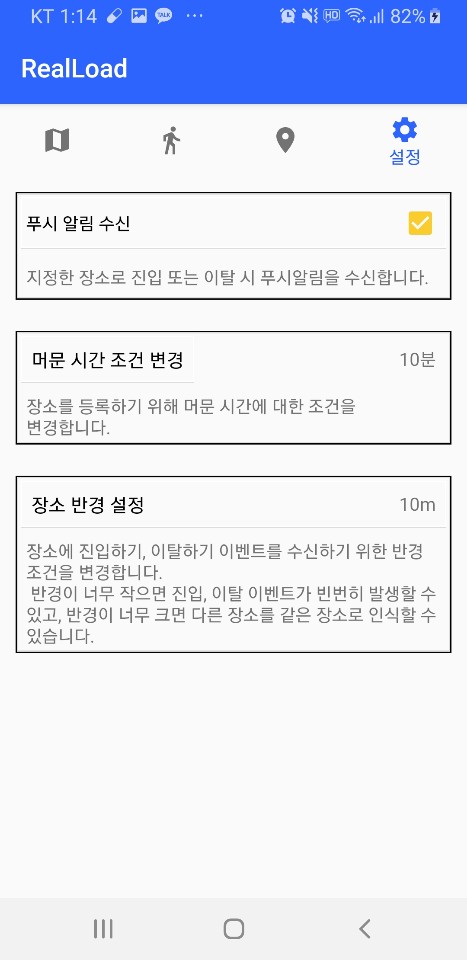 KT 1:14 TALK ... HD 82%
RealLoad
설정
푸시 알림 수신
지정한 장소로 진입 또는 이탈 시 푸시알림을 수신합니다.
머문 시간 조건 변경 10분
장소를 등록하기 위해 머문 시간에 대한 조건을
변경합니다.
장소 반경 설정 10m
장소에 진입하기, 이탈하기 이벤트를 수신하기 위한 반경
조건을 변경합니다.
반경이 너무 작으면 진입, 이탈 이벤트가 빈번히 발생할 수
있고, 반경이 너무 크면 다른 장소를 같은 장소로 인식할 수
있습니다.